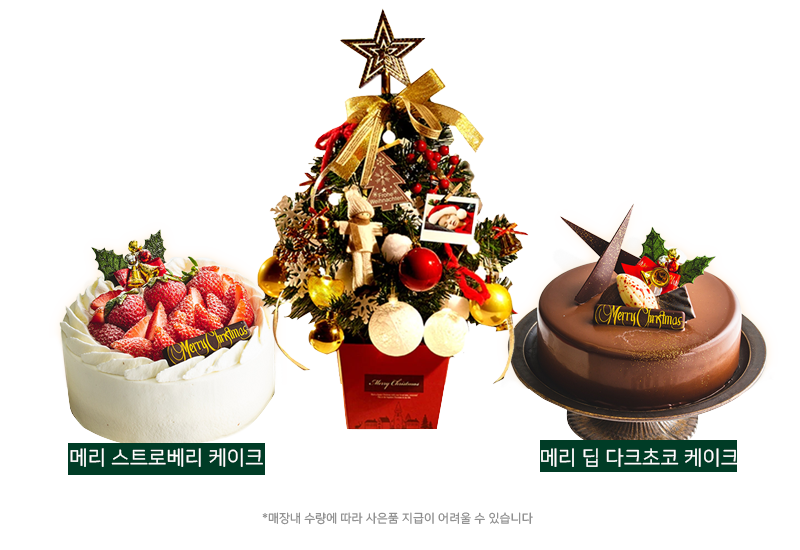 Frohe
Weihnachten
Merry Christmas
Merry Christmas
Merry Christmas
메리 스트로베리 케이크
메리 딥 다크초코 케이크
*매장내 수량에 따라 사은품 지급이 어려울 수 있습니다